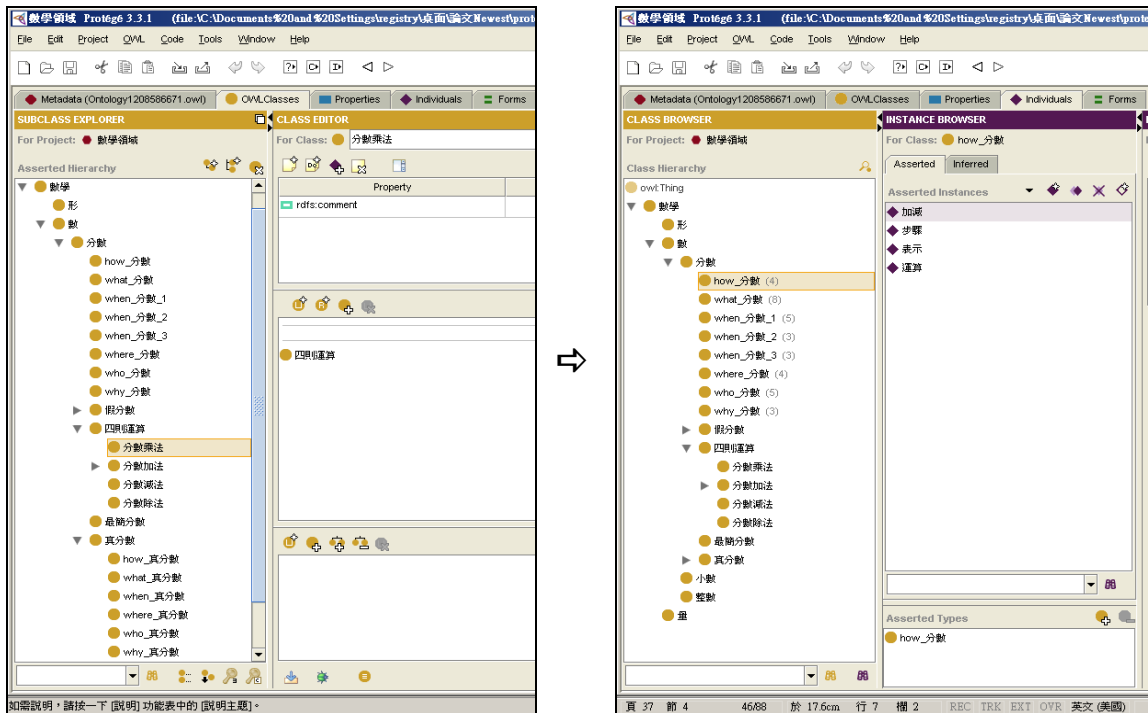 數學領域 Protégé 3.3.1 (file:\C:\Documents%20and%20Settings\registry\桌面\論文Newest\prot
File Edit Project OWL Code Tools Window Help
Metadata (Ontology1208586671.owl) OWLClasses Properties Individuals Forms
SUBCLASS EXPLORER
For Project: 數學領域
Asserted Hierarchy
數學
形
數
分數
how_分數
what_分數
when_分數_1
when_分數_2
when_分數_3
where_分數
who_分數
why_分數
假分數
四則運算
分數乘法
分數加法
分數減法
分數除法
最簡分數
真分數
how_真分數
what_真分數
when_真分數
where_真分數
who_真分數
why_真分數
CLASS EDITOR
For Class: 分數乘法
Property
rdfs:comment
四則運算
如需說明，請按一下 [說明] 功能表中的 [說明主題]。
數學領域 Protégé 3.3.1 (file:\C:\Documents%20and%20Settings\registry\桌面\論文Newest\prote
File Edit Project OWL Code Tools Window Help
Metadata (Ontology1208586671.owl) OWLClasses Properties Individuals Forms
CLASS BROWSER
For Project: 數學領域
Class Hierarchy
owl:Thing
數學
形
數
分數
how_分數 (4)
what_分數 (8)
when_分數_1 (5)
when_分數_2 (3)
when_分數_3 (3)
where_分數 (4)
who_分數 (5)
why_分數 (3)
假分數
四則運算
分數乘法
分數加法
分數減法
分數除法
最簡分數
真分數
小數
整數
量
INSTANCE BROWSER
For Class: how_分數
Asserted Inferred
Asserted Instances
加減
步驟
表示
運算
Asserted Types
how_分數
頁 37 節 4 46/88 於 17.6cm 行 7 欄 2 REC TRK EXT OVR 英文 (美國)